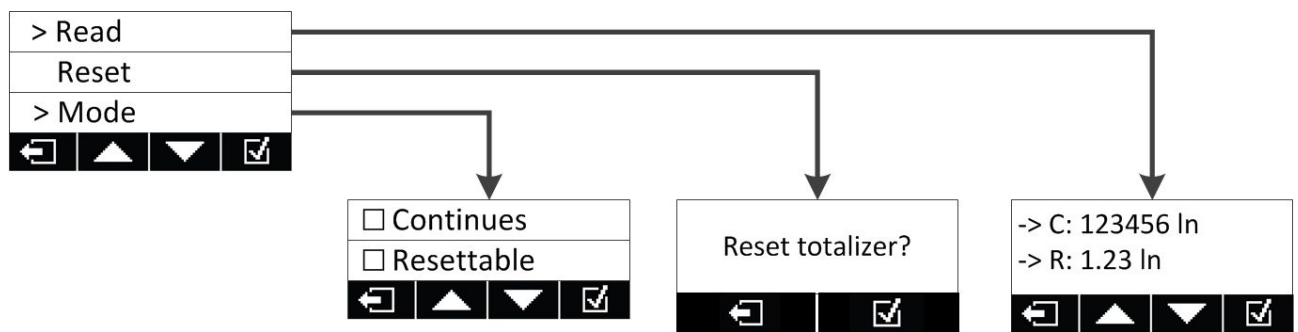 > Read
Reset
> Mode
☐ Continues
☐ Resettable
Reset totalizer?
-> C: 123456 ln
-> R: 1.23 ln